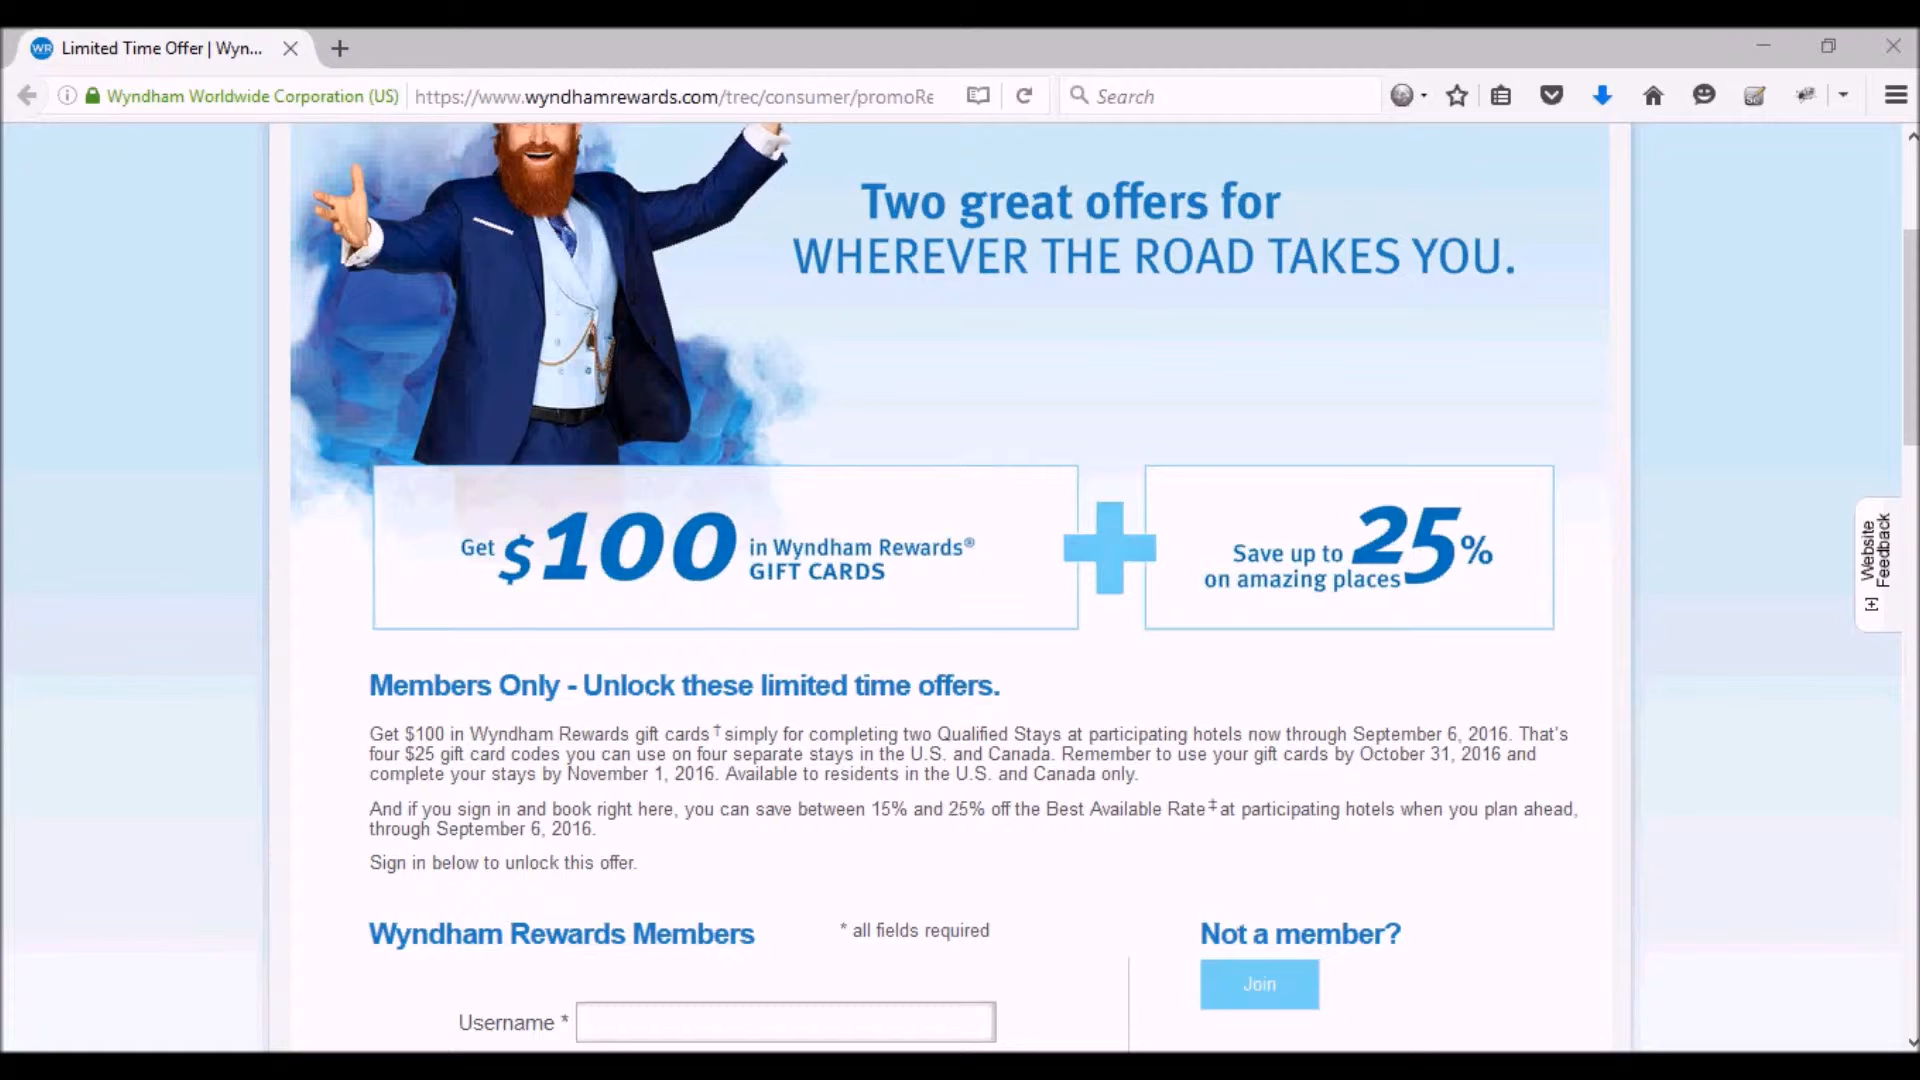 WR Limited Time Offer | Wyn...
Wyndham Worldwide Corporation (US)
https://www.wyndhamrewards.com/trec/consumer/promoRe
Search
Two great offers for
WHEREVER THE ROAD TAKES YOU.
Get $100 in Wyndham Rewards®
GIFT CARDS
Save up to 25%
on amazing places
[+] Website
Feedback
Members Only - Unlock these limited time offers.
Get $100 in Wyndham Rewards gift cards† simply for completing two Qualified Stays at participating hotels now through September 6, 2016. That's
four $25 gift card codes you can use on four separate stays in the U.S. and Canada. Remember to use your gift cards by October 31, 2016 and
complete your stays by November 1, 2016. Available to residents in the U.S. and Canada only.
And if you sign in and book right here, you can save between 15% and 25% off the Best Available Rate‡ at participating hotels when you plan ahead,
through September 6, 2016.
Sign in below to unlock this offer.
Wyndham Rewards Members
* all fields required
Username *
Not a member?
Join